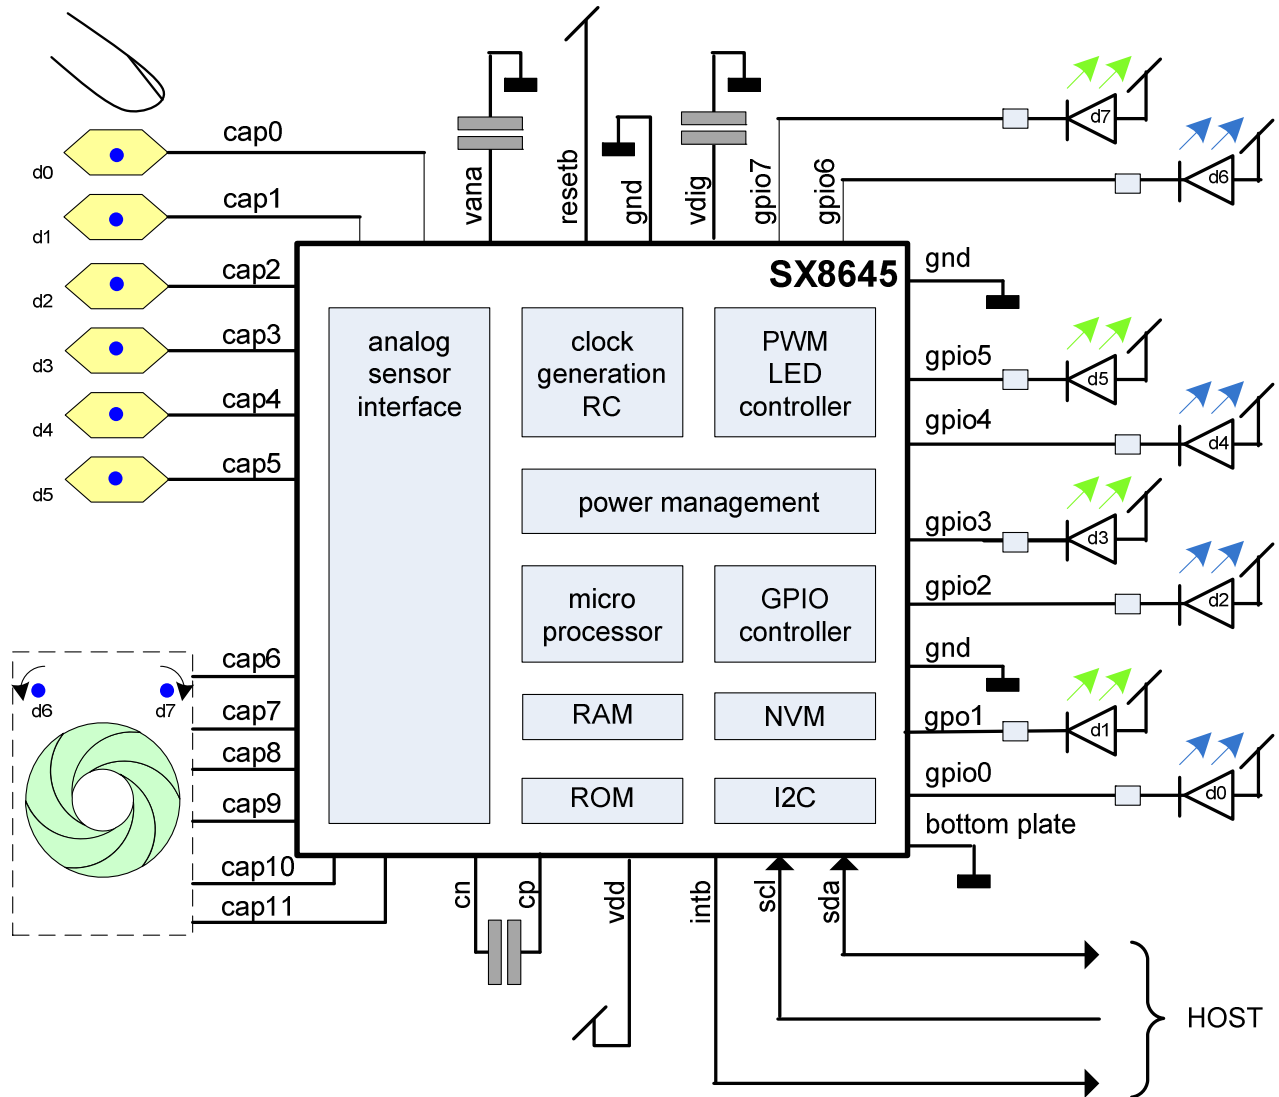 cap0
d0
cap1
d1
cap2
d2
cap3
d3
cap4
d4
cap5
d5
vana
resetb
gnd
vdig
gpio7
gpio6
d7
d6
SX8645
analog
sensor
interface
clock
generation
RC
PWM
LED
controller
power management
micro
processor
GPIO
controller
RAM
NVM
ROM
I2C
gnd
gpio5
d5
gpio4
d4
gpio3
d3
gpio2
d2
gnd
gpo1
d1
gpio0
d0
bottom plate
cap6
d6
d7
cap7
cap8
cap9
cap10
cap11
cn
cp
vdd
intb
scl
sda
HOST